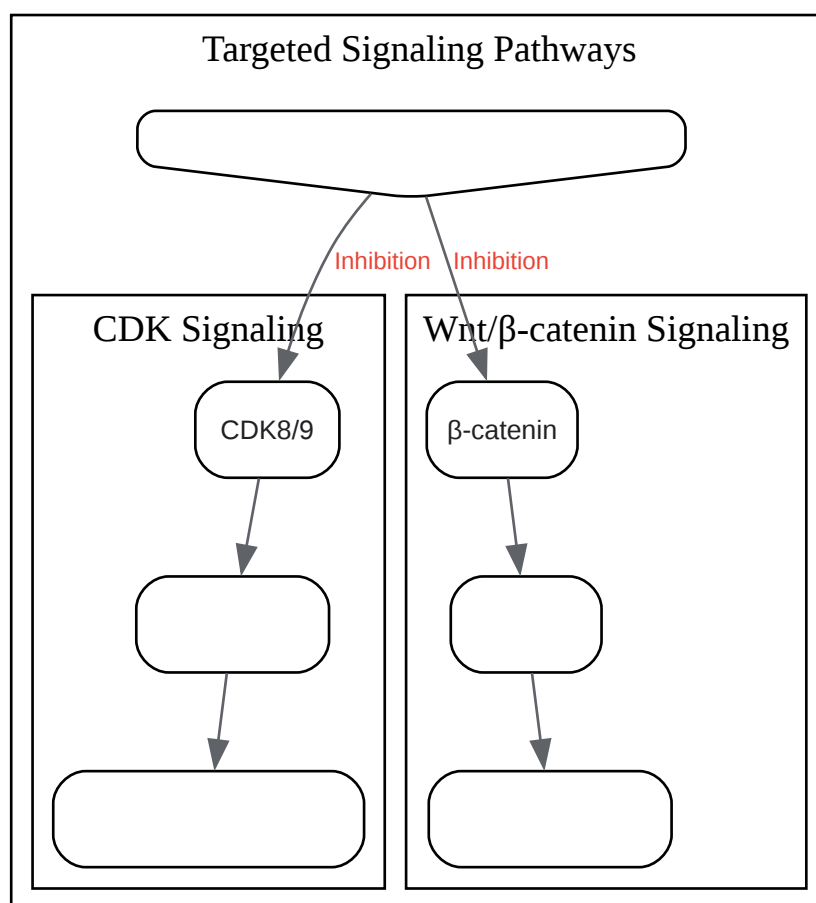 Targeted Signaling Pathways
Inhibition
Inhibition
CDK Signaling
Wnt/β-catenin Signaling
CDK8/9
β-catenin